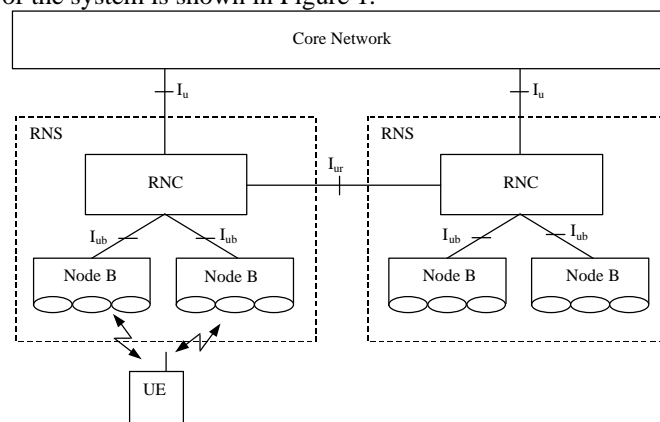 of the system is shown in Figure 1.
Core Network
Iu
Iu
RNS
RNS
Iur
RNC
RNC
Iub
Iub
Iub
Iub
Node B
Node B
Node B
Node B
UE